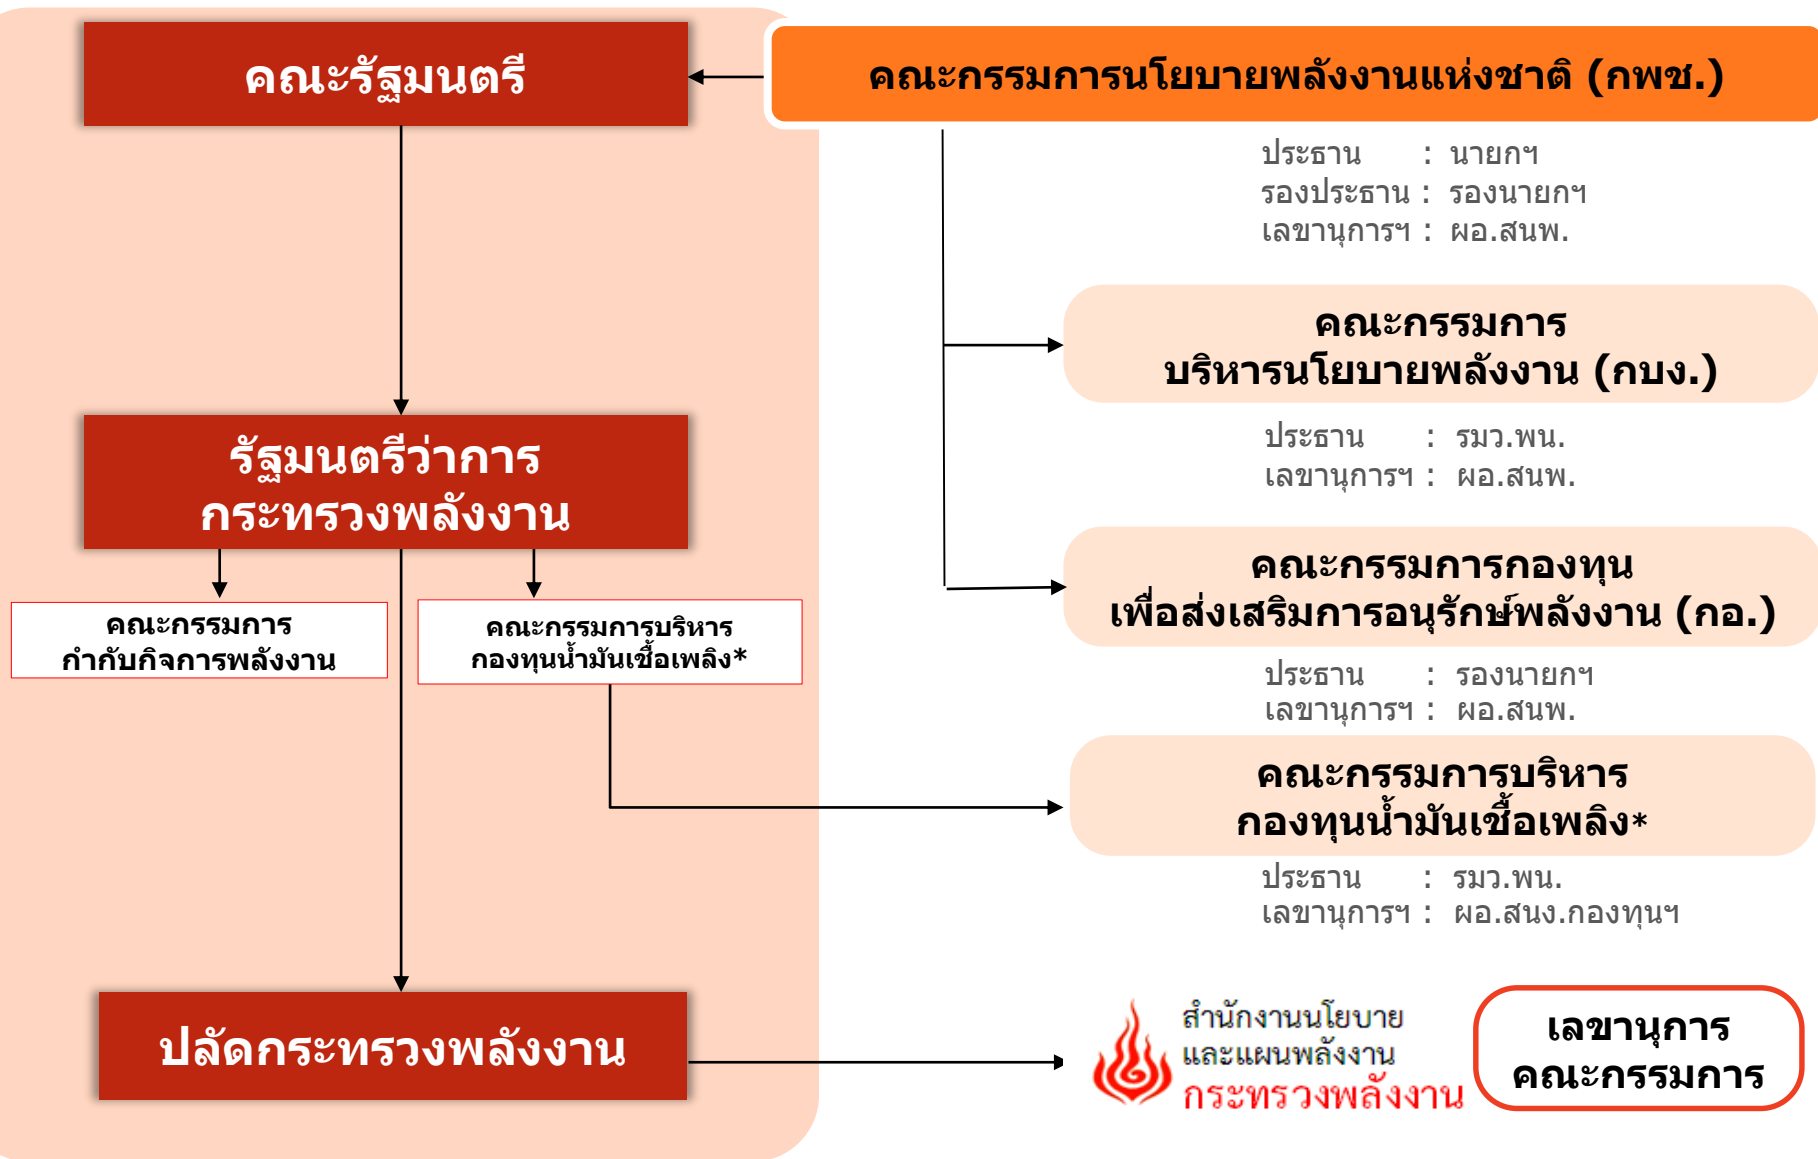 คณะรัฐมนตรี
คณะกรรมการนโยบายพลังงานแห่งชาติ (กพช.)
ประธาน : นายกฯ
รองประธาน : รองนายกฯ
เลขานุการฯ : ผอ.สนพ.
คณะกรรมการ
บริหารนโยบายพลังงาน (กบง.)
ประธาน : รมว.พน.
เลขานุการฯ : ผอ.สนพ.
รัฐมนตรีว่าการ
กระทรวงพลังงาน
คณะกรรมการ
กำกับกิจการพลังงาน
คณะกรรมการบริหาร
กองทุนน้ำมันเชื้อเพลิง*
คณะกรรมการกองทุน
เพื่อส่งเสริมการอนุรักษ์พลังงาน (กอ.)
ประธาน : รองนายกฯ
เลขานุการฯ : ผอ.สนพ.
คณะกรรมการบริหาร
กองทุนน้ำมันเชื้อเพลิง*
ประธาน : รมว.พน.
เลขานุการฯ : ผอ.สนง.กองทุนฯ
ปลัดกระทรวงพลังงาน
สำนักงานนโยบาย
และแผนพลังงาน
กระทรวงพลังงาน
เลขานุการ
คณะกรรมการ